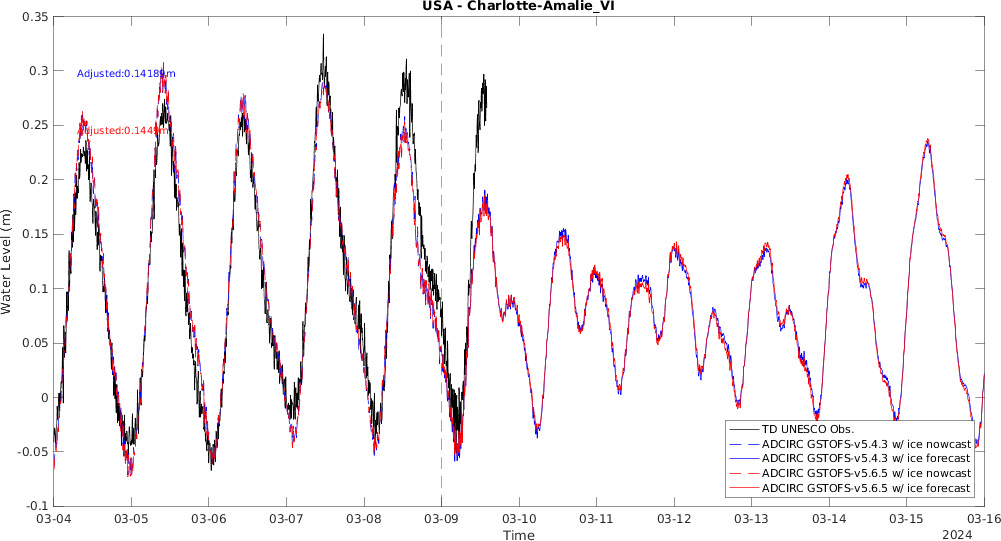 USA - Charlotte-Amalie_VI
0.35
0.3
0.25
0.2
0.15
0.1
0.05
0
-0.05
-0.1
Water Level (m)
Adjusted:0.14189m
Adjusted:0.1449m
TD UNESCO Obs.
ADCIRC GSTOFS-v5.4.3 w/ ice nowcast
ADCIRC GSTOFS-v5.4.3 w/ ice forecast
ADCIRC GSTOFS-v5.6.5 w/ ice nowcast
ADCIRC GSTOFS-v5.6.5 w/ ice forecast
03-04 03-05 03-06 03-07 03-08 03-09 03-10 03-11 03-12 03-13 03-14 03-15 03-16
Time
2024